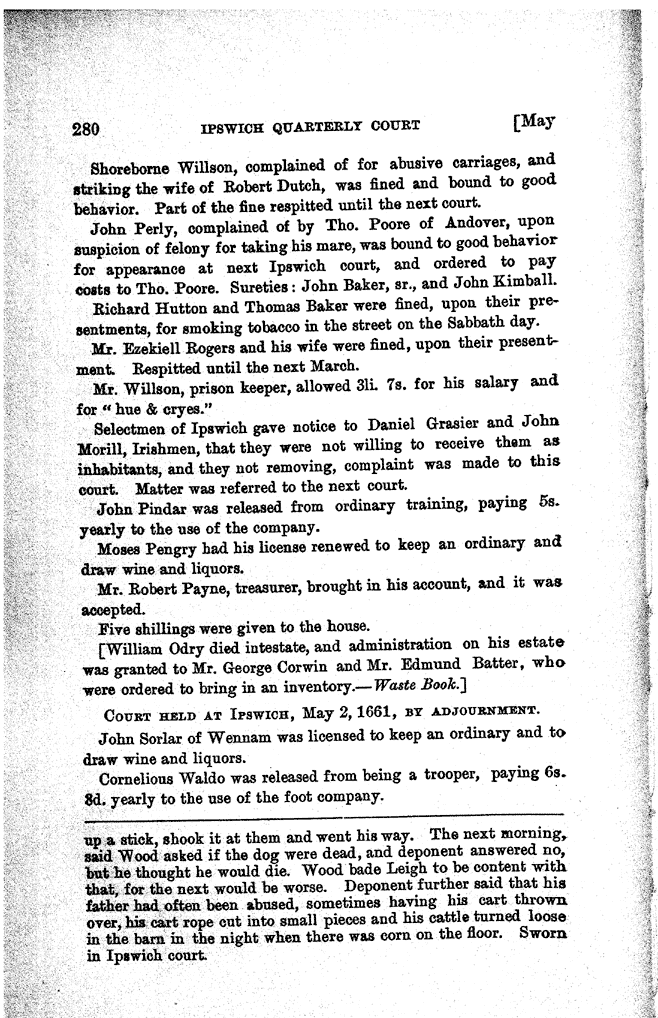 280 IPSWICH QUARTERLY COURT [May
Shoreborne Willson, complained of for abusive carriages, and
striking the wife of Robert Dutch, was fined and bound to good
behavior. Part of the fine respitted until the next court.
John Perly, complained of by Tho. Poore of Andover, upon
suspicion of felony for taking his mare, was bound to good behavior
for appearance at next Ipswich court, and ordered to pay
costs to Tho. Poore. Sureties: John Baker, sr., and John Kimball.
Richard Hutton and Thomas Baker were fined, upon their pre-
sentments, for smoking tobacco in the street on the Sabbath day.
Mr. Ezekiell Rogers and his wife were fined, upon their present-
ment. Respitted until the next March.
Mr. Willson, prison keeper, allowed 3li. 7s. for his salary and
for "hue & cryes."
Selectmen of Ipswich gave notice to Daniel Grasier and John
Morill, Irishmen, that they were not willing to receive them as
inhabitants, and they not removing, complaint was made to this
court. Matter was referred to the next court.
John Pindar was released from ordinary training, paying 5s.
yearly to the use of the company.
Moses Pengry had his license renewed to keep an ordinary and
draw wine and liquors.
Mr. Robert Payne, treasurer, brought in his account, and it was
accepted.
Five shillings were given to the house.
[William Odry died intestate, and administration on his estate
was granted to Mr. George Corwin and Mr. Edmund Batter, who
were ordered to bring in an inventory.—Waste Book.]
COURT HELD AT IPSWICH, May 2, 1661, BY ADJOURNMENT.
John Sorlar of Wennam was licensed to keep an ordinary and to
draw wine and liquors.
Cornelious Waldo was released from being a trooper, paying 6s.
8d. yearly to the use of the foot company.
up a stick, shook it at them and went his way. The next morning,
said Wood asked if the dog were dead, and deponent answered no,
but he thought he would die. Wood bade Leigh to be content with
that, for the next would be worse. Deponent further said that his
father had often been abused, sometimes having his cart thrown
over, his cart rope cut into small pieces and his cattle turned loose
in the barn in the night when there was corn on the floor. Sworn
in Ipswich court.